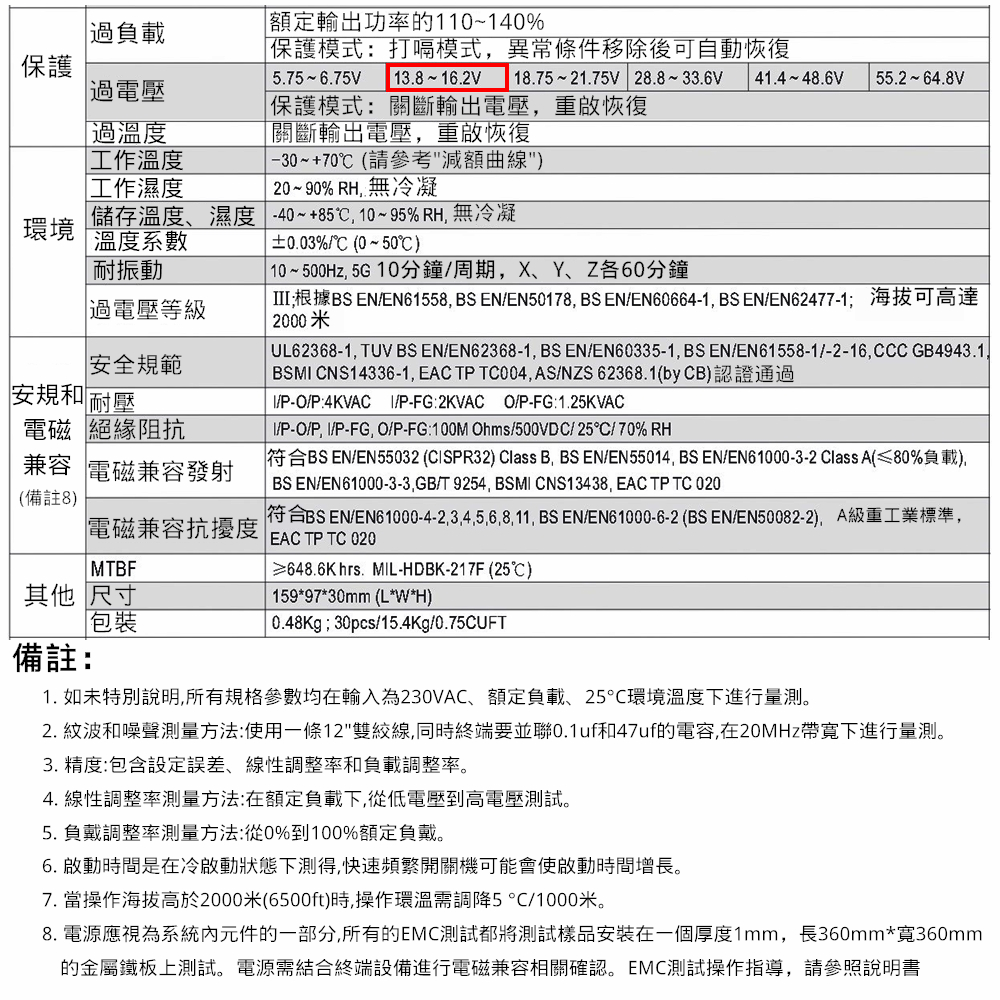 保護
過負載
額定輸出功率的110~140%
保護模式：打嗝模式，異常條件移除後可自動恢復
過電壓
5.75 ~ 6.75V 13.8 ~ 16.2V 18.75 ~ 21.75V 28.8 ~ 33.6V 41.4 ~ 48.6V 55.2 ~ 64.8V
保護模式：關斷輸出電壓，重啟恢復
過溫度 關斷輸出電壓，重啟恢復
環境
工作溫度 -30 ~ +70℃ (請參考"減額曲線")
工作濕度 20 ~ 90% RH, 無冷凝
儲存溫度、濕度 -40 ~ +85℃, 10 ~ 95% RH, 無冷凝
溫度系數 ±0.03%/℃ (0 ~ 50℃)
耐振動 10 ~ 500Hz, 5G 10分鐘/周期，X、Y、Z各60分鐘
過電壓等級
III;根據BS EN/EN61558, BS EN/EN50178, BS EN/EN60664-1, BS EN/EN62477-1; 海拔可高達
2000 米
安規和
電磁
兼容
(備註8)
安全規範
UL62368-1, TUV BS EN/EN62368-1, BS EN/EN60335-1, BS EN/EN61558-1/-2-16,CCC GB4943.1,
BSMI CNS14336-1, EAC TP TC004, AS/NZS 62368.1(by CB)認證通過
耐壓 I/P-O/P:4KVAC I/P-FG:2KVAC O/P-FG:1.25KVAC
絕緣阻抗 I/P-O/P, I/P-FG, O/P-FG:100M Ohms/500VDC/ 25℃/ 70% RH
電磁兼容發射
符合BS EN/EN55032 (CISPR32) Class B, BS EN/EN55014, BS EN/EN61000-3-2 Class A(≤80%負載),
BS EN/EN61000-3-3,GB/T 9254, BSMI CNS13438, EAC TP TC 020
電磁兼容抗擾度
符合BS EN/EN61000-4-2,3,4,5,6,8,11, BS EN/EN61000-6-2 (BS EN/EN50082-2), A級重工業標準，
EAC TP TC 020
其他
MTBF ≥648.6K hrs. MIL-HDBK-217F (25℃)
尺寸 159*97*30mm (L*W*H)
包裝 0.48Kg ; 30pcs/15.4Kg/0.75CUFT
備註：
1. 如未特別說明,所有規格參數均在輸入為230VAC、額定負載、25°C環境溫度下進行量測。
2. 紋波和噪聲測量方法:使用一條12"雙絞線,同時終端要並聯0.1uf和47uf的電容,在20MHz帶寬下進行量測。
3. 精度:包含設定誤差、線性調整率和負載調整率。
4. 線性調整率測量方法:在額定負載下,從低電壓到高電壓測試。
5. 負戴調整率測量方法:從0%到100%額定負戴。
6. 啟動時間是在冷啟動狀態下測得,快速頻繁開關機可能會使啟動時間增長。
7. 當操作海拔高於2000米(6500ft)時,操作環溫需調降5 °C/1000米。
8. 電源應視為系統內元件的一部分,所有的EMC測試都將測試樣品安裝在一個厚度1mm，長360mm*寬360mm
的金屬鐵板上測試。電源需結合終端設備進行電磁兼容相關確認。EMC測試操作指導，請參照說明書